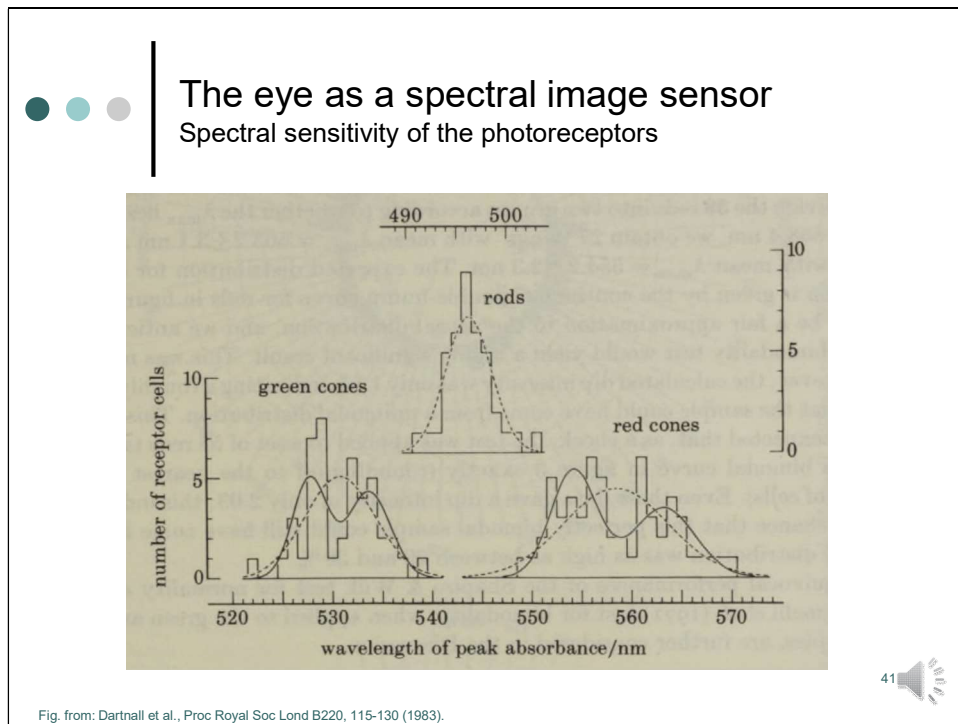 The eye as a spectral image sensor
Spectral sensitivity of the photoreceptors
490 500
10
5
0
rods
green cones
red cones
number of receptor cells
10
5
0
520 530 540 550 560 570
wavelength of peak absorbance/nm
41
Fig. from: Dartnall et al., Proc Royal Soc Lond B220, 115-130 (1983).